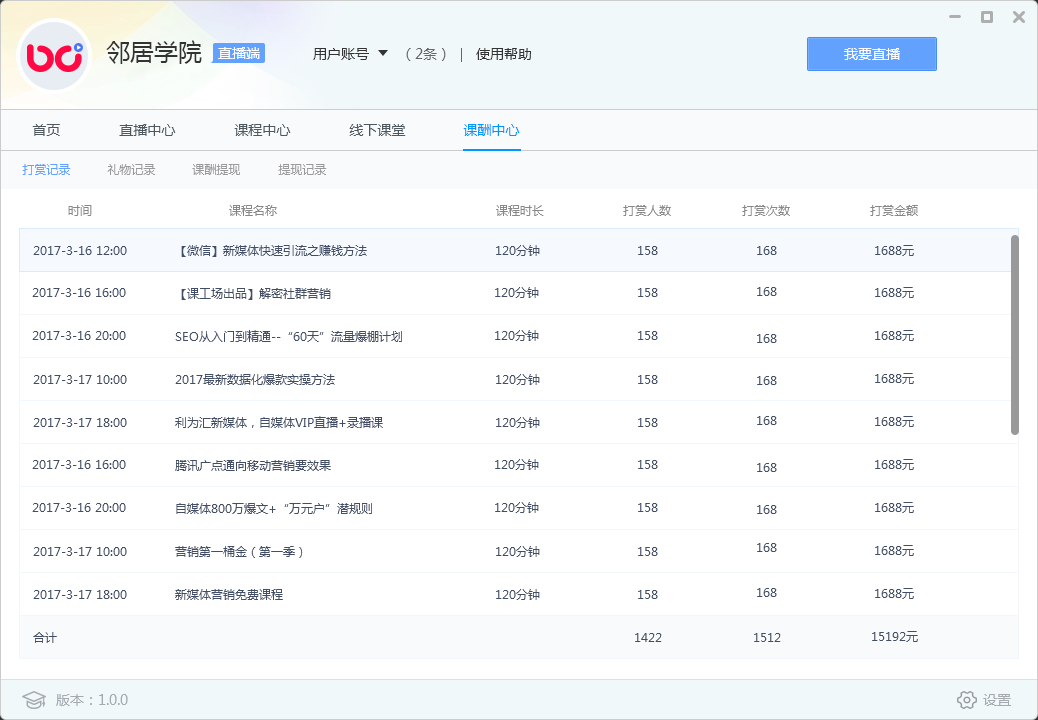 邻居学院 直播端 用户账号 （2条） | 使用帮助 我要直播
首页 直播中心 课程中心 线下课堂 课酬中心
打赏记录 礼物记录 课酬提现 提现记录
时间 课程名称 课程时长 打赏人数 打赏次数 打赏金额
2017-3-16 12:00 【微信】新媒体快速引流之赚钱方法 120分钟 158 168 1688元
2017-3-16 16:00 【课工场出品】解密社群营销 120分钟 158 168 1688元
2017-3-16 20:00 SEO从入门到精通--“60天”流量爆棚计划 120分钟 158 168 1688元
2017-3-17 10:00 2017最新数据化爆款实操方法 120分钟 158 168 1688元
2017-3-17 18:00 利为汇新媒体，自媒体VIP直播+录播课 120分钟 158 168 1688元
2017-3-16 16:00 腾讯广点通向移动营销要效果 120分钟 158 168 1688元
2017-3-16 20:00 自媒体800万爆文+“万元户”潜规则 120分钟 158 168 1688元
2017-3-17 10:00 营销第一桶金（第一季） 120分钟 158 168 1688元
2017-3-17 18:00 新媒体营销免费课程 120分钟 158 168 1688元
合计 1422 1512 15192元
版本：1.0.0 设置